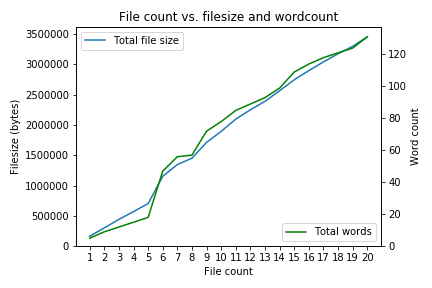 File count vs. filesize and wordcount
3500000
3000000
2500000
2000000
1500000
1000000
500000
0
Filesize (bytes)
Total file size
120
100
80
60
40
20
0
Word count
Total words
1 2 3 4 5 6 7 8 9 10 11 12 13 14 15 16 17 18 19 20
File count